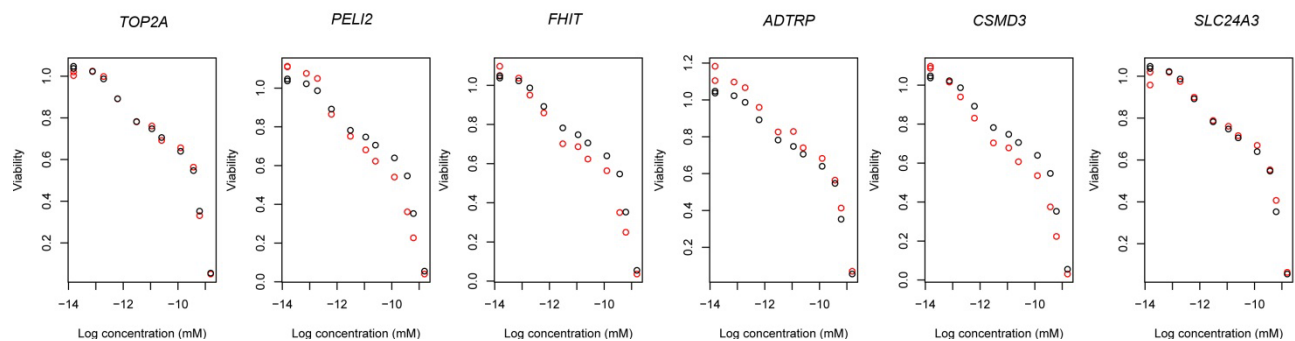 TOP2A PELI2 FHIT ADTRP CSMD3 SLC24A3
Viability Viability Viability Viability Viability Viability
1.0 1.0 1.0 1.2 1.0 1.0
0.8 0.8 0.8 1.0 0.8 0.8
0.6 0.6 0.6 0.8 0.6 0.6
0.4 0.4 0.4 0.6 0.4 0.4
0.2 0.2 0.2 0.4 0.2 0.2
0.0 0.0 0.2 0.0
−14 −12 −10 −14 −12 −10 −14 −12 −10 −14 −12 −10 −14 −12 −10 −14 −12 −10
Log concentration (mM) Log concentration (mM) Log concentration (mM) Log concentration (mM) Log concentration (mM) Log concentration (mM)